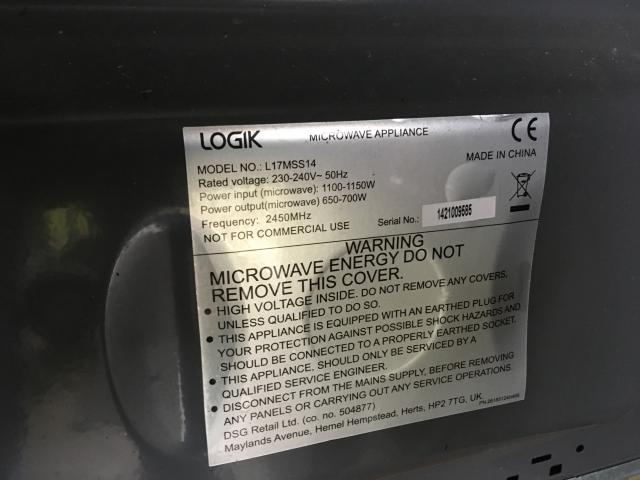 LOGIK MICROWAVE APPLIANCE CE
MODEL NO.: L17MSS14 MADE IN CHINA
Rated voltage: 230-240V~ 50Hz
Power input (microwave): 1100-1150W
Power output(microwave) 650-700W
Frequency: 2450MHz Serial No.: 1421009585
NOT FOR COMMERCIAL USE
WARNING
MICROWAVE ENERGY DO NOT
REMOVE THIS COVER.
• HIGH VOLTAGE INSIDE. DO NOT REMOVE ANY COVERS,
UNLESS QUALIFIED TO DO SO.
• THIS APPLIANCE IS EQUIPPED WITH AN EARTHED PLUG FOR
YOUR PROTECTION AGAINST POSSIBLE SHOCK HAZARDS AND
SHOULD BE CONNECTED TO A PROPERLY EARTHED SOCKET.
• THIS APPLIANCE, SHOULD ONLY BE SERVICED BY A
QUALIFIED SERVICE ENGINEER.
• DISCONNECT FROM THE MAINS SUPPLY, BEFORE REMOVING
ANY PANELS OR CARRYING OUT ANY SERVICE OPERATIONS.
DSG Retail Ltd. (co. no. 504877)
Maylands Avenue, Hemel Hempstead, Herts, HP2 7TG, UK.